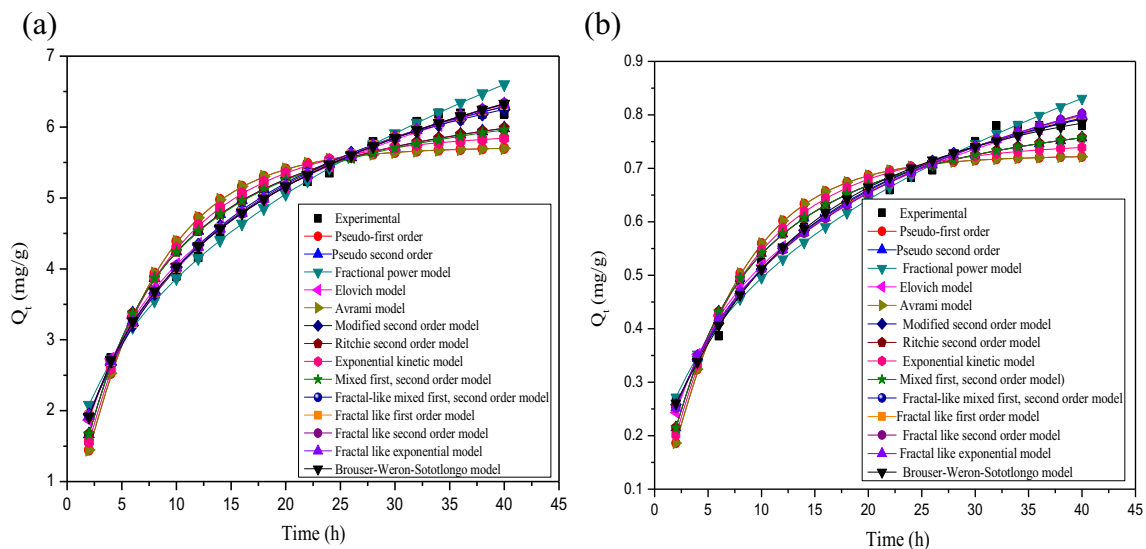 (a)
7
6
5
4
3
2
1
Qt (mg/g)
0 5 10 15 20 25 30 35 40 45
Time (h)
Experimental
Pseudo-first order
Pseudo second order
Fractional power model
Elovich model
Avrami model
Modified second order model
Ritchie second order model
Exponential kinetic model
Mixed first, second order model
Fractal-like mixed first, second order model
Fractal like first order model
Fractal like second order model
Fractal like exponential model
Brouser-Weron-Sototlongo model
(b)
0.9
0.8
0.7
0.6
0.5
0.4
0.3
0.2
0.1
Qt (mg/g)
0 5 10 15 20 25 30 35 40 45
Time (h)
Experimental
Pseudo-first order
Pseudo second order
Fractional power model
Elovich model
Avrami model
Modified second order model
Ritchie second order model
Exponential kinetic model
Mixed first, second order model)
Fractal-like mixed first, second order model
Fractal like first order model
Fractal like second order model
Fractal like exponential model
Brouser-Weron-Sototlongo model